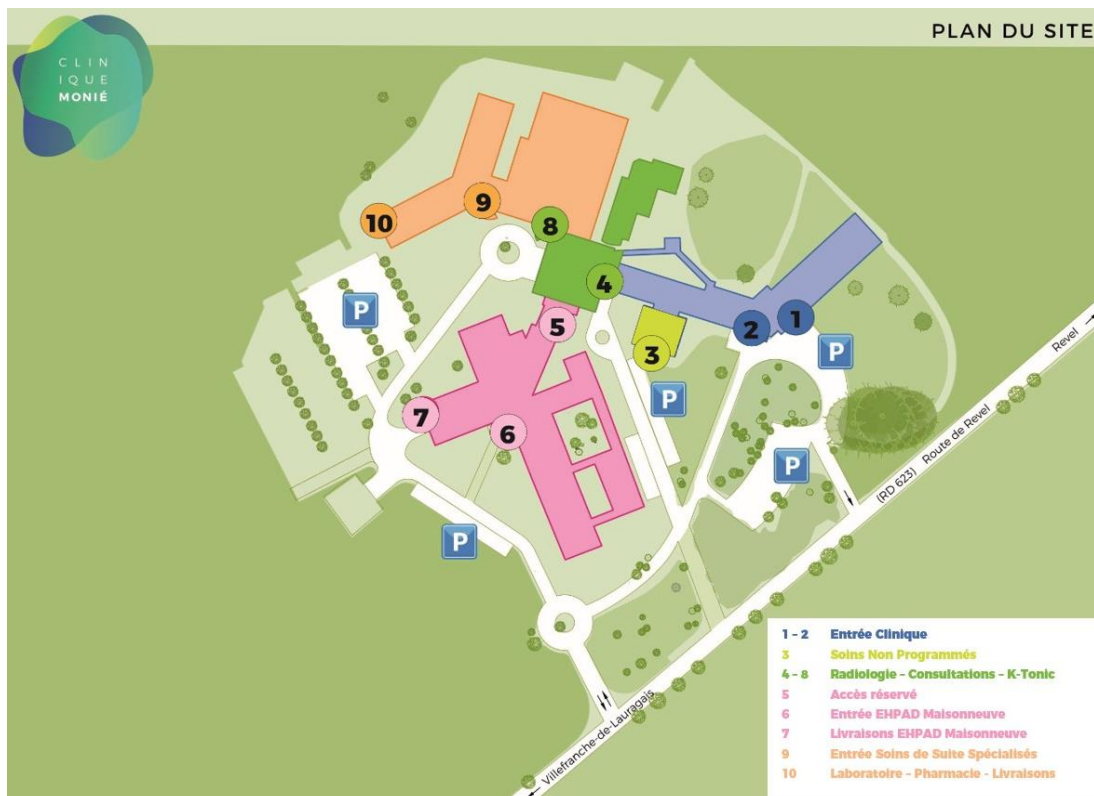 PLAN DU SITE
CLIN
IQUE
MONIÉ
9
10
8
4
5
1
2
3
P
P
P
7
6
P
P
Revel
(RD 623) Route de Revel
Villefranche-de-Lauragais
1 - 2 Entrée Clinique
3 Soins Non Programmés
4 - 8 Radiologie - Consultations - K-Tonic
5 Accès réservé
6 Entrée EHPAD Maisonneuve
7 Livraisons EHPAD Maisonneuve
9 Entrée Soins de Suite Spécialisés
10 Laboratoire - Pharmacie - Livraisons